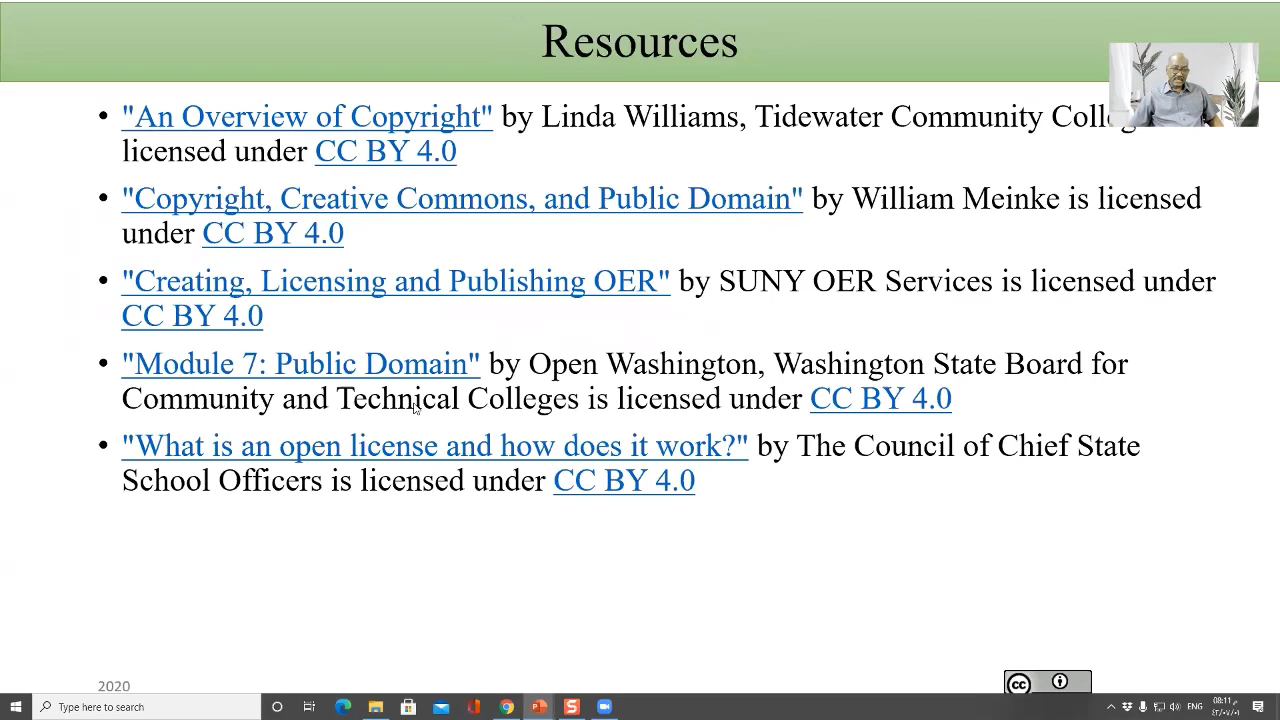 Resources
• "An Overview of Copyright" by Linda Williams, Tidewater Community
licensed under CC BY 4.0
• "Copyright, Creative Commons, and Public Domain" by William Meinke is licensed
under CC BY 4.0
• "Creating, Licensing and Publishing OER" by SUNY OER Services is licensed under
CC BY 4.0
• "Module 7: Public Domain" by Open Washington, Washington State Board for
Community and Technical Colleges is licensed under CC BY 4.0
• "What is an open license and how does it work?" by The Council of Chief State
School Officers is licensed under CC BY 4.0
2020
cc
Type here to search
ENG
08:11